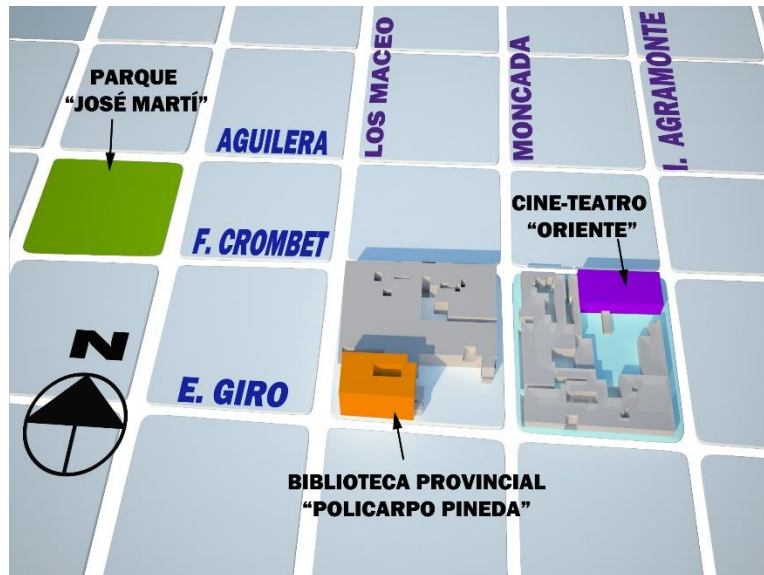 PARQUE
“JOSÉ MARTÍ”
AGUILERA
LOS MACEO
MONCADA
I. AGRAMONTE
F. CROMBET
CINE-TEATRO
“ORIENTE”
N
E. GIRO
BIBLIOTECA PROVINCIAL
“POLICARPO PINEDA”